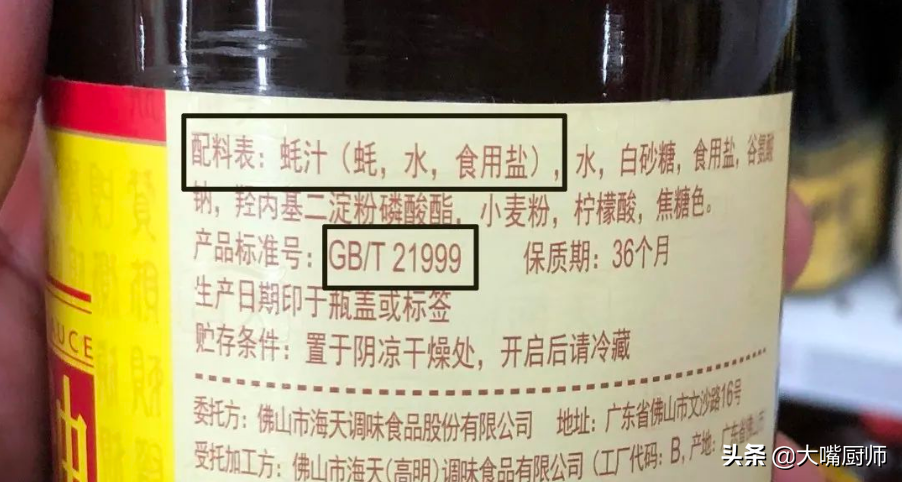 配料表：蚝汁（蚝，水，食用盐），水，白砂糖，食用盐，谷氨酸
钠，羟丙基二淀粉磷酸酯，小麦粉，柠檬酸，焦糖色。
产品标准号：GB/T 21999 保质期：36个月
生产日期印于瓶盖或标签
贮存条件：置于阴凉干燥处，开启后请冷藏
委托方：佛山市海天调味食品股份有限公司 地址：广东省佛山市文沙路16号
受托加工方：佛山市海天(高明)调味食品有限公司（工厂代码：B，产地：广东省佛山市
UCE
头条 @大嘴厨师